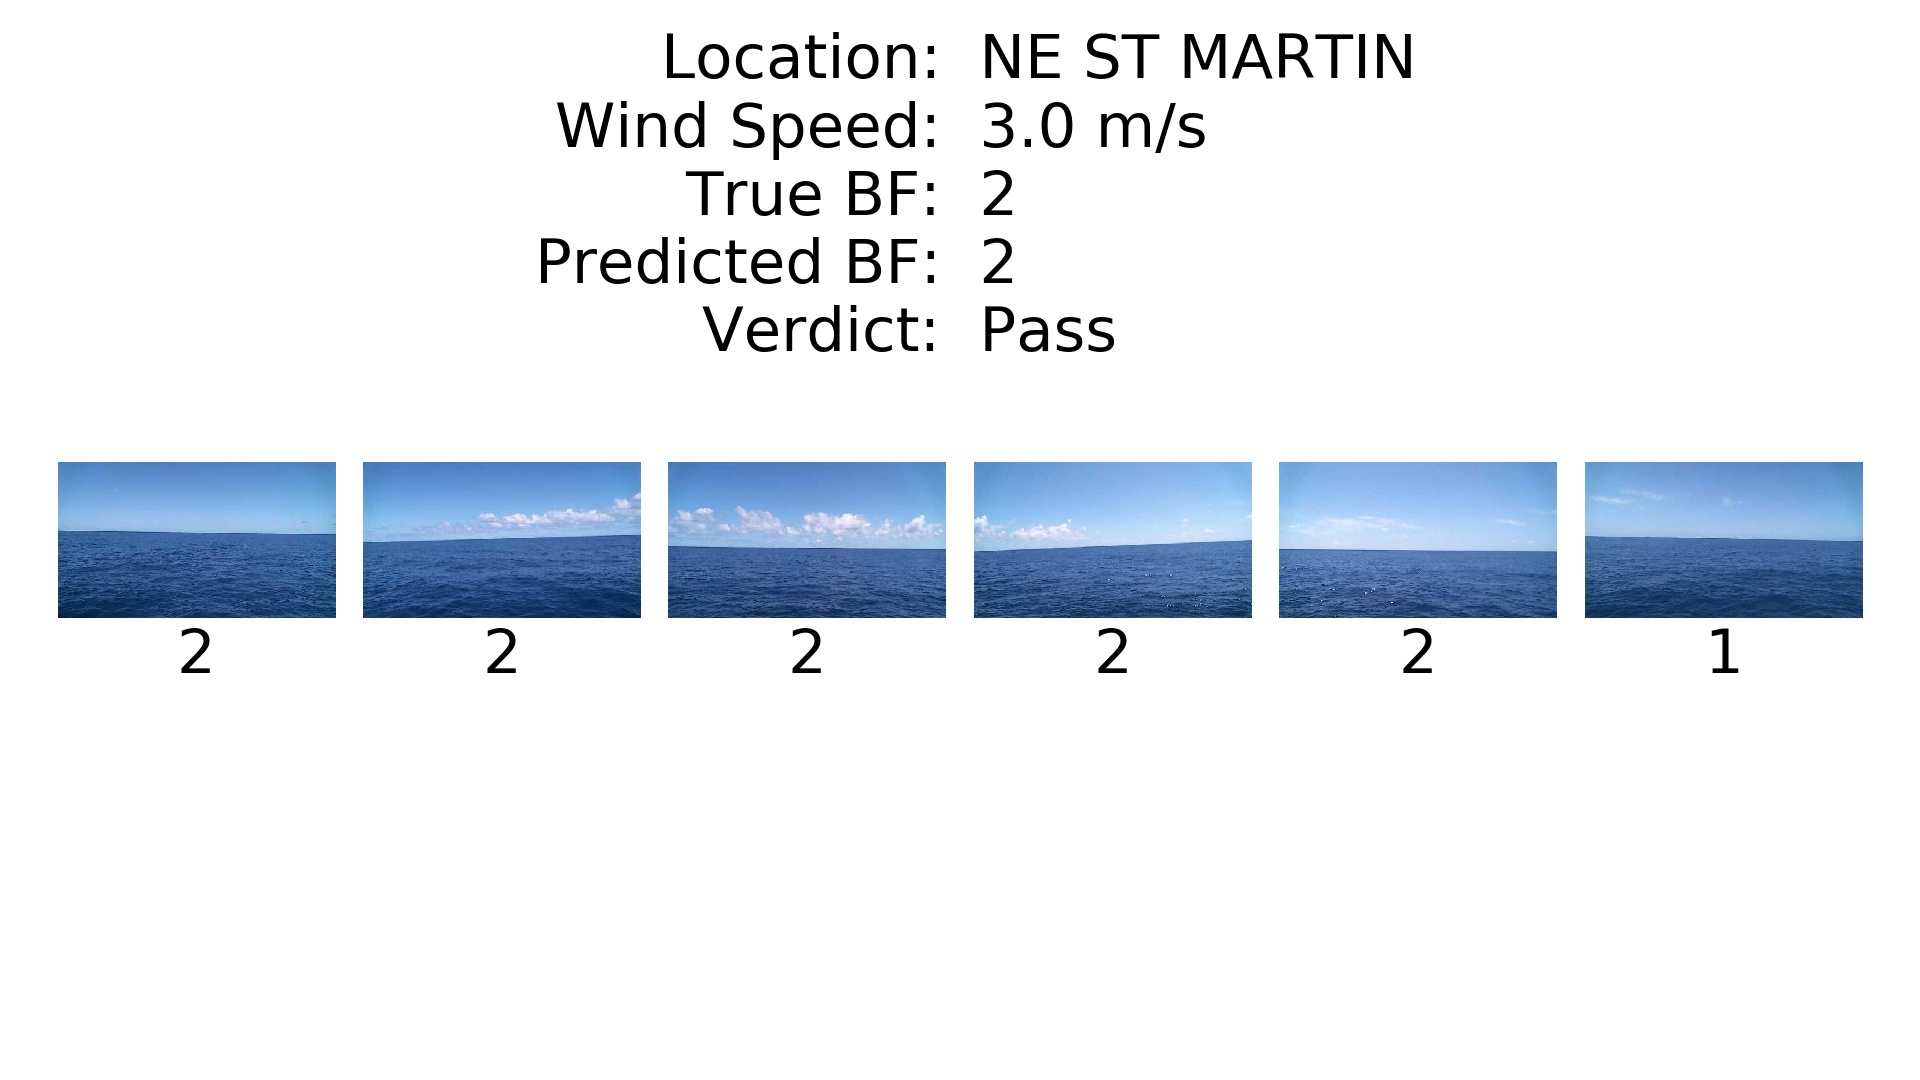 Location: NE ST MARTIN
Wind Speed: 3.0 m/s
True BF: 2
Predicted BF: 2
Verdict: Pass
2 2 2 2 2 1